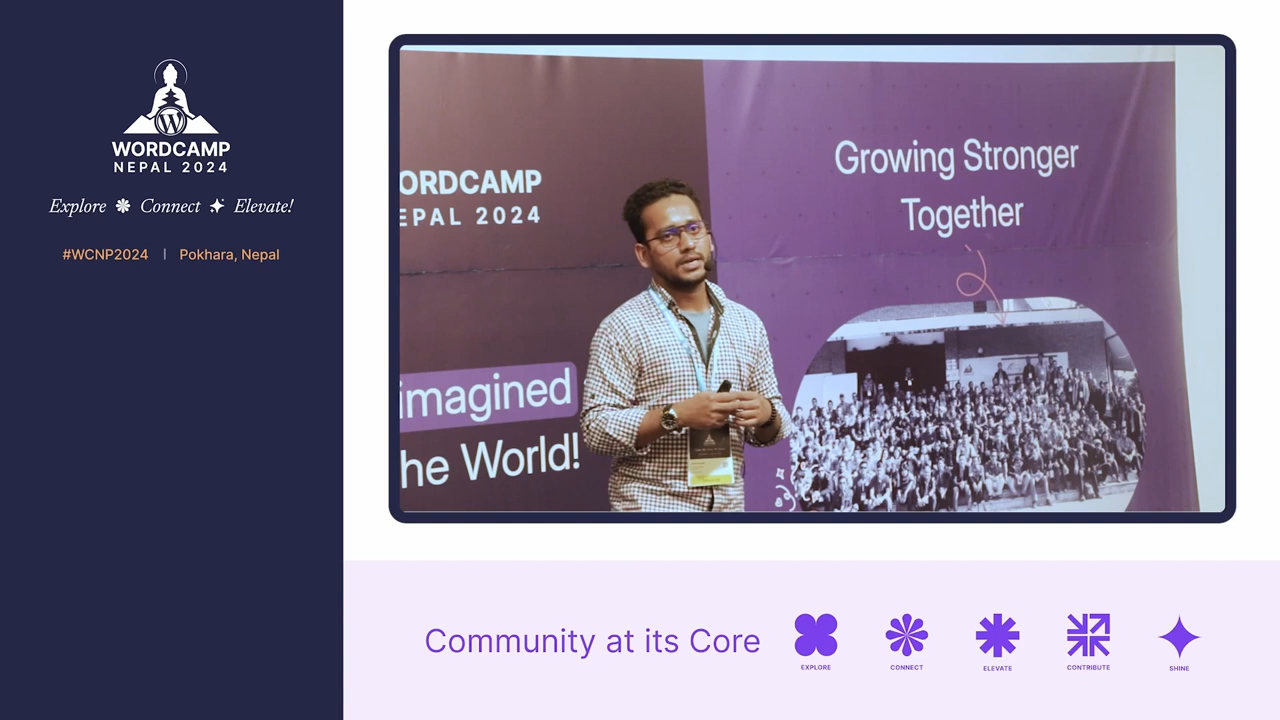 WORDCAMP
NEPAL 2024
Explore Connect Elevate!
#WCNP2024 | Pokhara, Nepal
ORDCAMP
EPAL 2024
imagined
he World!
Growing Stronger
Together
Community at its Core
EXPLORE
CONNECT
ELEVATE
CONTRIBUTE
SHINE